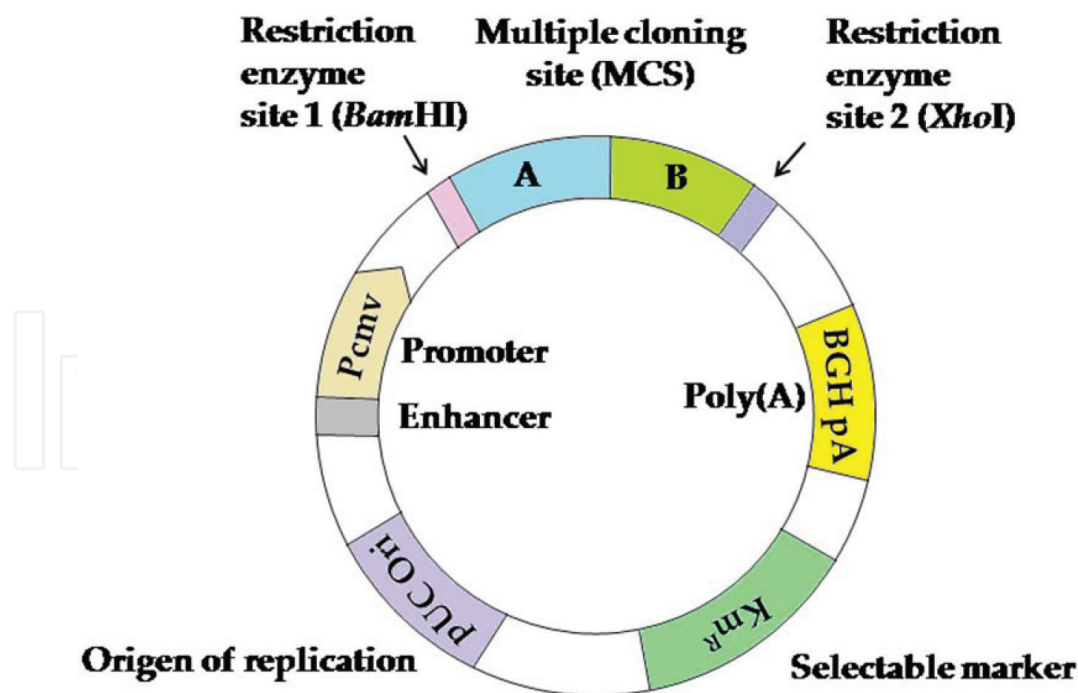 Restriction
enzyme
site 1 (BamHI)
Multiple cloning
site (MCS)
Restriction
enzyme
site 2 (XhoI)
A
B
Pcmv
Promoter
Enhancer
Poly(A)
BGH pA
pUC Ori
Origen of replication
KmR
Selectable marker